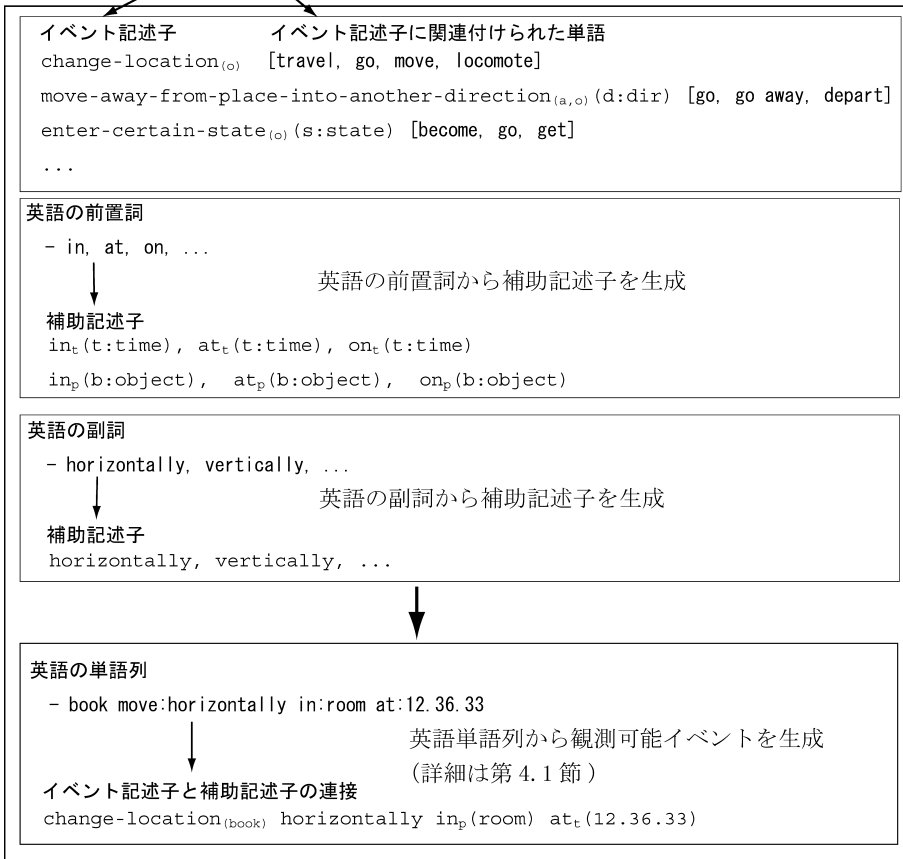 イベント記述子 イベント記述子に関連付けられた単語
change-location(o) [travel, go, move, locomote]
move-away-from-place-into-another-direction(a,o)(d:dir) [go, go away, depart]
enter-certain-state(o)(s:state) [become, go, get]
...
英語の前置詞
- in, at, on, ...
英語の前置詞から補助記述子を生成
補助記述子
in_t(t:time), at_t(t:time), on_t(t:time)
in_p(b:object), at_p(b:object), on_p(b:object)
英語の副詞
- horizontally, vertically, ...
英語の副詞から補助記述子を生成
補助記述子
horizontally, vertically, ...
英語の単語列
- book move:horizontally in:room at:12.36.33
英語単語列から観測可能イベントを生成
(詳細は第 4.1 節 )
イベント記述子と補助記述子の連接
change-location(book) horizontally in_p(room) at_t(12.36.33)